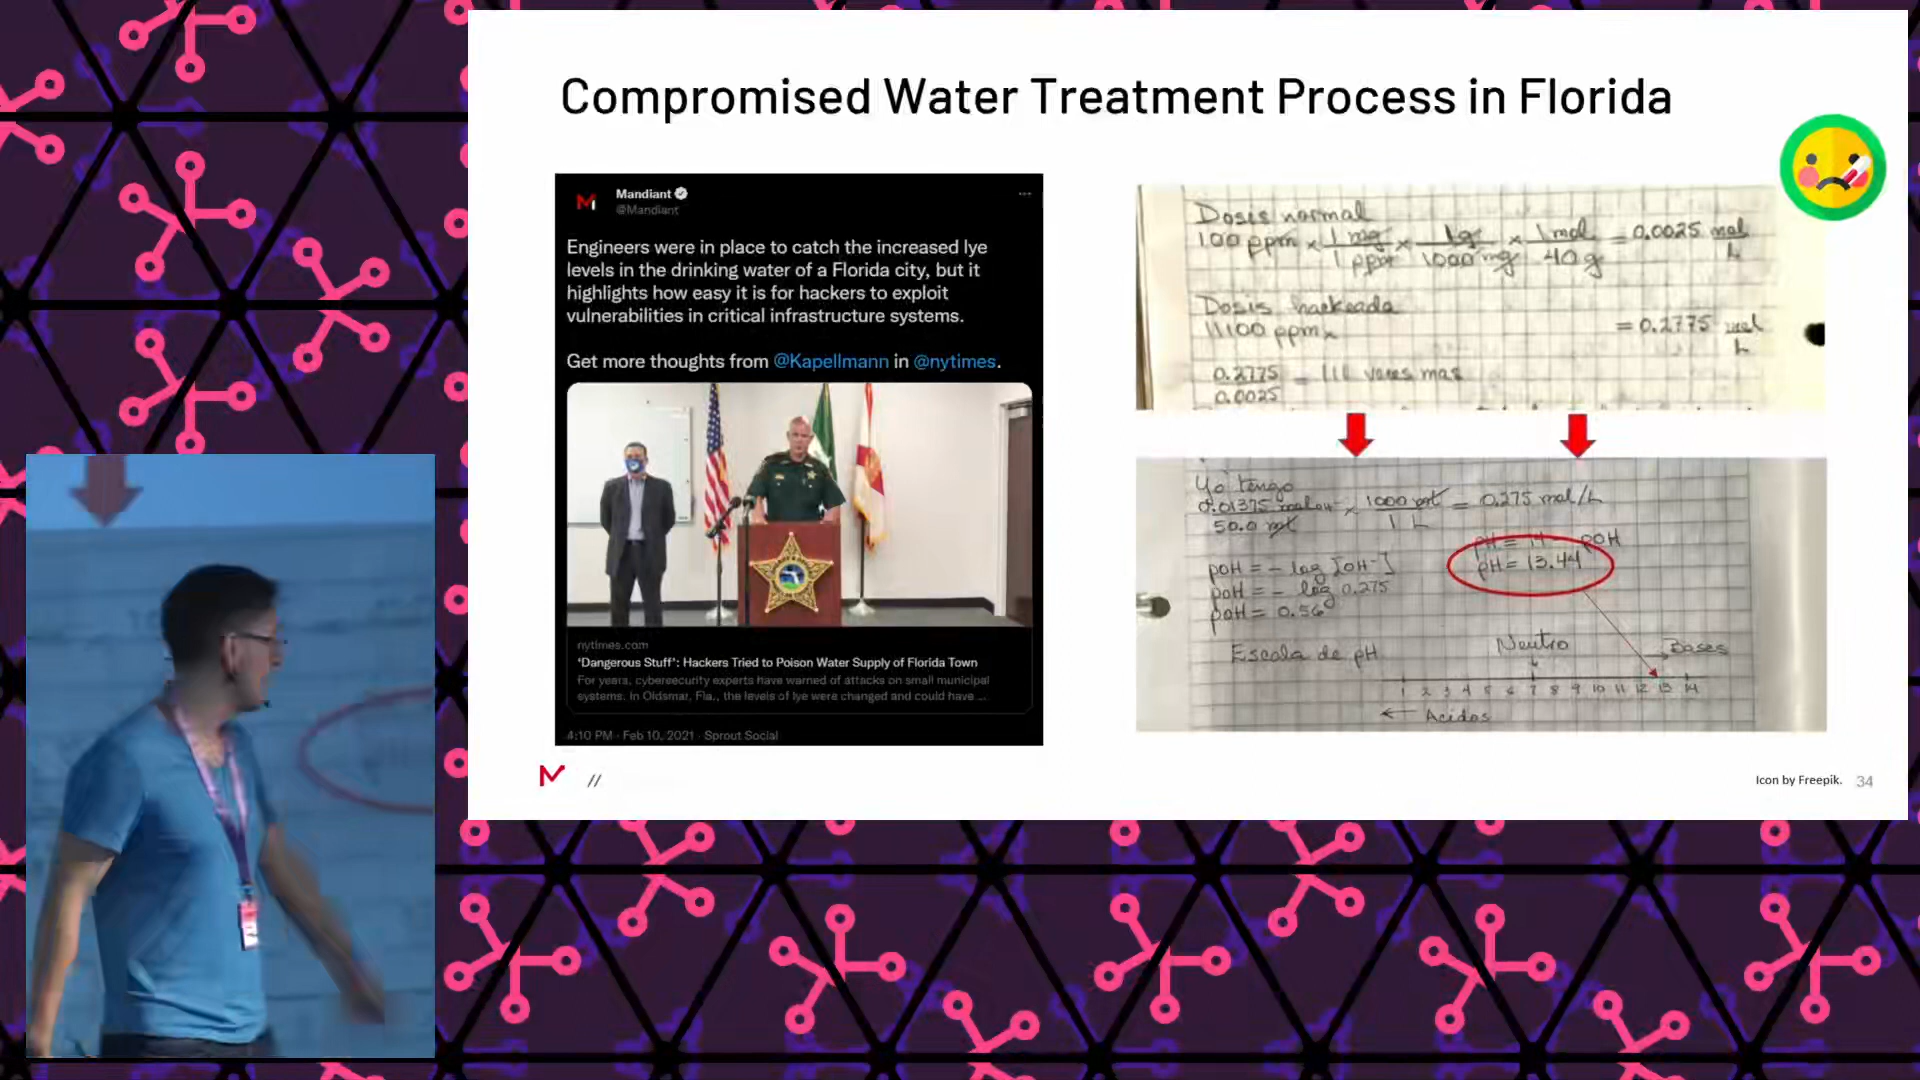 Compromised Water Treatment Process in Florida
Mandiant
@Mandiant
Engineers were in place to catch the increased lye
levels in the drinking water of a Florida city, but it
highlights how easy it is for hackers to exploit
vulnerabilities in critical infrastructure systems.
Get more thoughts from @Kapellmann in @nytimes.
nytimes.com
'Dangerous Stuff': Hackers Tried to Poison Water Supply of Florida Town
For years, cybersecurity experts have warned of attacks on small municipal
systems. In Oldsmar, Fla., the levels of lye were changed and could have ...
4:10 PM · Feb 10, 2021 · Sprout Social
Dosis normal
100 ppm × 1 mg / 1 ppm × 1g / 1000 mg × 1mol / 40 g = 0.0025 mol / L
Dosis hackeada
11100 ppm × = 0.2775 mol / L
0.2775 / 0.0025 = 111 veces mas
Yo tengo
0.01375 mol OH⁻ / 50.0 × 1000 / 1 L = 0.275 mol/L
pH = 14 - pOH
pH = 13.44
pOH = - log [OH-]
pOH = - log 0.275
pOH = 0.56
Escala de pH
Neutro
Bases
1 2 3 4 5 6 7 8 9 10 11 12 13 14
← Acidos
//
Icon by Freepik.
34